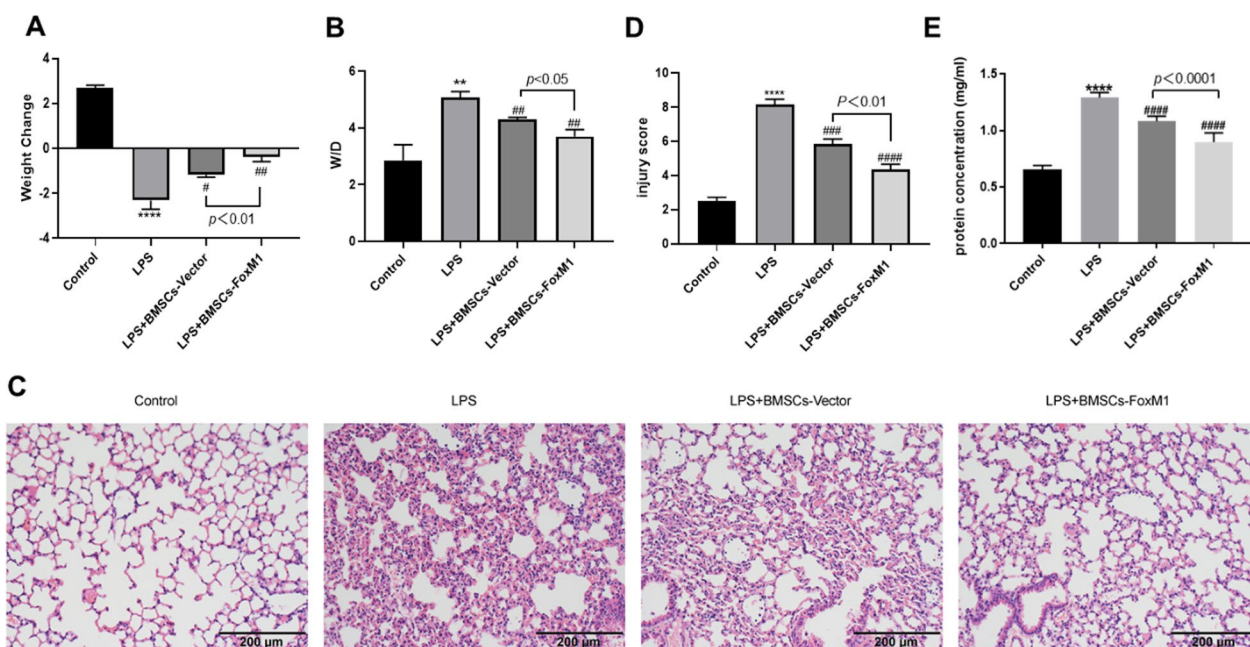 A
Weight Change
4
2
0
-2
-4
****
#
##
p<0.01
Control
LPS
LPS+BMSCs-Vector
LPS+BMSCs-FoxM1
B
W/D
6
4
2
0
**
##
##
p<0.05
Control
LPS
LPS+BMSCs-Vector
LPS+BMSCs-FoxM1
D
injury score
10
8
6
4
2
0
****
###
####
P<0.01
Control
LPS
LPS+BMSCs-Vector
LPS+BMSCs-FoxM1
E
protein concentration (mg/ml)
1.5
1.0
0.5
0.0
****
####
####
p<0.0001
Control
LPS
LPS+BMSCs-Vector
LPS+BMSCs-FoxM1
C
Control
LPS
LPS+BMSCs-Vector
LPS+BMSCs-FoxM1
200 μm
200 μm
200 μm
200 μm